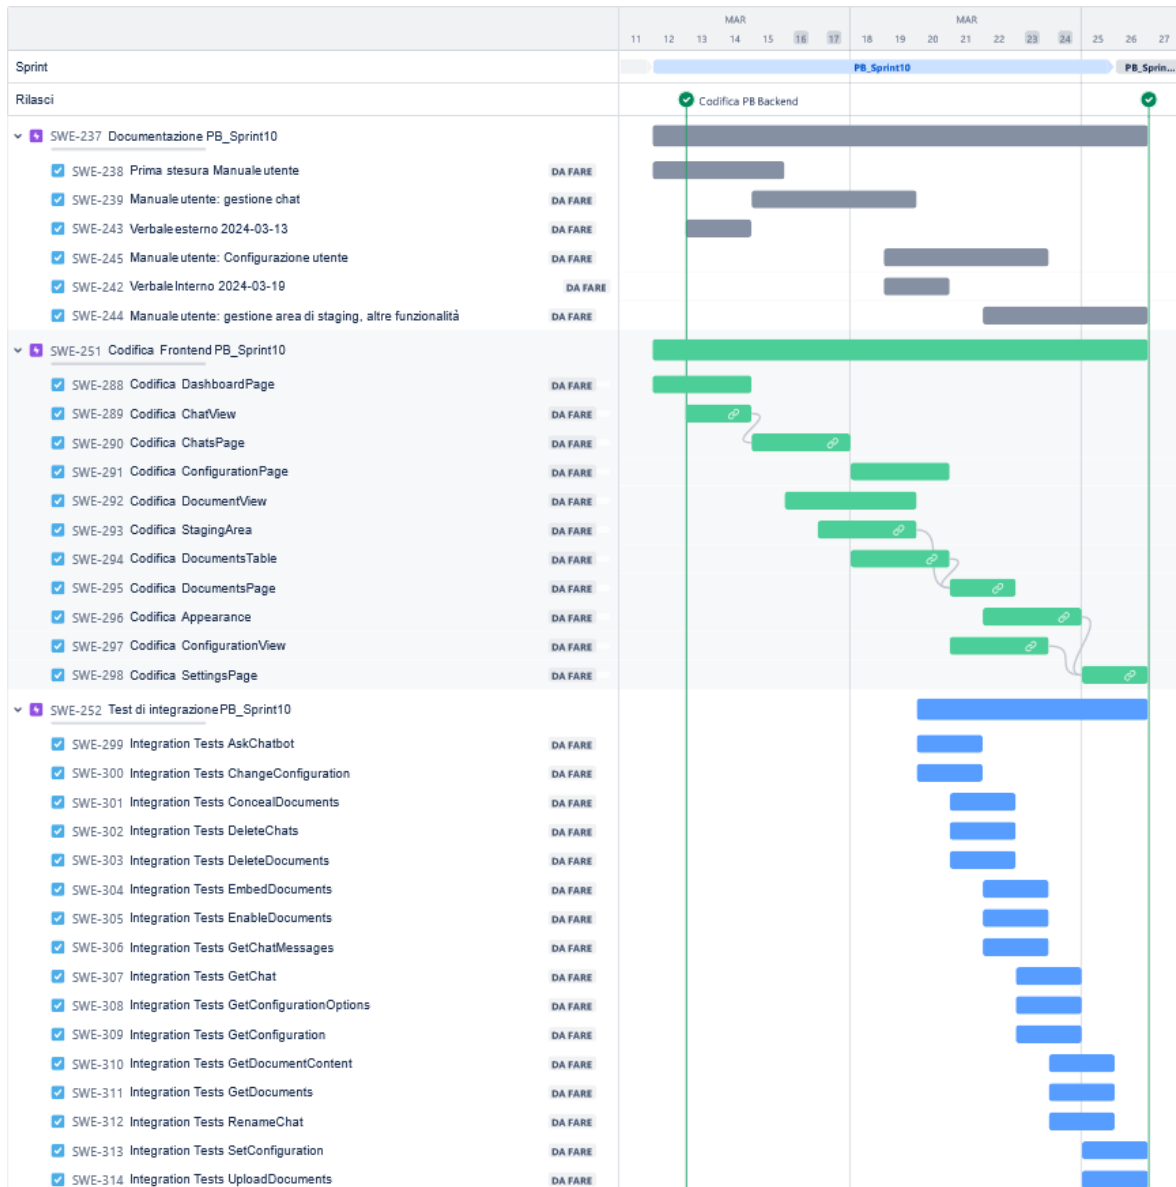 MAR MAR
11 12 13 14 15 16 17 18 19 20 21 22 23 24 25 26 27
Sprint PB_Sprint10 PB_Sprin...
Rilasci Codifica PB Backend
SWE-237 Documentazione PB_Sprint10
SWE-238 Prima stesura Manuale utente DA FARE
SWE-239 Manuale utente: gestione chat DA FARE
SWE-243 Verbale esterno 2024-03-13 DA FARE
SWE-245 Manuale utente: Configurazione utente DA FARE
SWE-242 Verbale Interno 2024-03-19 DA FARE
SWE-244 Manuale utente: gestione area di staging, altre funzionalità DA FARE
SWE-251 Codifica Frontend PB_Sprint10
SWE-288 Codifica DashboardPage DA FARE
SWE-289 Codifica ChatView DA FARE
SWE-290 Codifica ChatsPage DA FARE
SWE-291 Codifica ConfigurationPage DA FARE
SWE-292 Codifica DocumentView DA FARE
SWE-293 Codifica StagingArea DA FARE
SWE-294 Codifica DocumentsTable DA FARE
SWE-295 Codifica DocumentsPage DA FARE
SWE-296 Codifica Appearance DA FARE
SWE-297 Codifica ConfigurationView DA FARE
SWE-298 Codifica SettingsPage DA FARE
SWE-252 Test di integrazione PB_Sprint10
SWE-299 Integration Tests AskChatbot DA FARE
SWE-300 Integration Tests ChangeConfiguration DA FARE
SWE-301 Integration Tests ConcealDocuments DA FARE
SWE-302 Integration Tests DeleteChats DA FARE
SWE-303 Integration Tests DeleteDocuments DA FARE
SWE-304 Integration Tests EmbedDocuments DA FARE
SWE-305 Integration Tests EnableDocuments DA FARE
SWE-306 Integration Tests GetChatMessages DA FARE
SWE-307 Integration Tests GetChat DA FARE
SWE-308 Integration Tests GetConfigurationOptions DA FARE
SWE-309 Integration Tests GetConfiguration DA FARE
SWE-310 Integration Tests GetDocumentContent DA FARE
SWE-311 Integration Tests GetDocuments DA FARE
SWE-312 Integration Tests RenameChat DA FARE
SWE-313 Integration Tests SetConfiguration DA FARE
SWE-314 Integration Tests UploadDocuments DA FARE